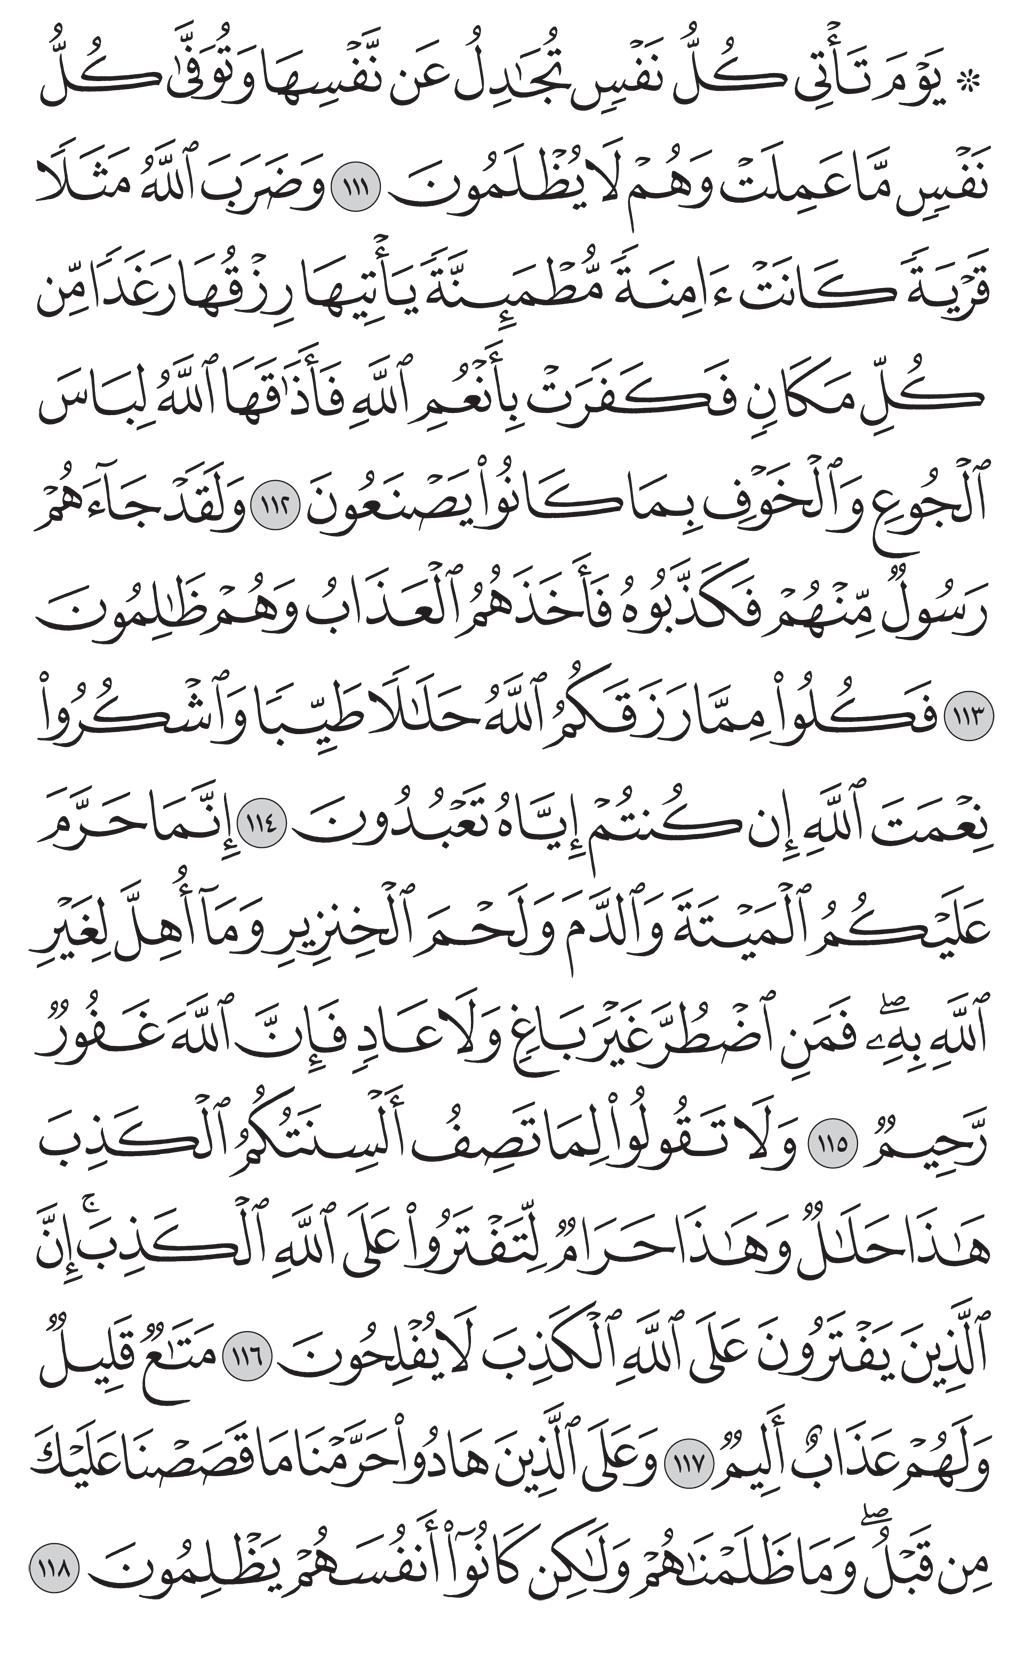 ۞ يَوۡمَ تَأۡتِي كُلُّ نَفۡسٖ تُجَٰدِلُ عَن نَّفۡسِهَا وَتُوَفَّىٰ كُلُّ
نَفۡسٖ مَّا عَمِلَتۡ وَهُمۡ لَا يُظۡلَمُونَ ١١١ وَضَرَبَ ٱللَّهُ مَثَلٗا
قَرۡيَةٗ كَانَتۡ ءَامِنَةٗ مُّطۡمَئِنَّةٗ يَأۡتِيهَا رِزۡقُهَا رَغَدٗا مِّن
كُلِّ مَكَانٖ فَكَفَرَتۡ بِأَنۡعُمِ ٱللَّهِ فَأَذَٰقَهَا ٱللَّهُ لِبَاسَ
ٱلۡجُوعِ وَٱلۡخَوۡفِ بِمَا كَانُواْ يَصۡنَعُونَ ١١٢ وَلَقَدۡ جَآءَهُمۡ
رَسُولٞ مِّنۡهُمۡ فَكَذَّبُوهُ فَأَخَذَهُمُ ٱلۡعَذَابُ وَهُمۡ ظَٰلِمُونَ
١١٣ فَكُلُواْ مِمَّا رَزَقَكُمُ ٱللَّهُ حَلَٰلٗا طَيِّبٗا وَٱشۡكُرُواْ
نِعۡمَتَ ٱللَّهِ إِن كُنتُمۡ إِيَّاهُ تَعۡبُدُونَ ١١٤ إِنَّمَا حَرَّمَ
عَلَيۡكُمُ ٱلۡمَيۡتَةَ وَٱلدَّمَ وَلَحۡمَ ٱلۡخِنزِيرِ وَمَآ أُهِلَّ لِغَيۡرِ
ٱللَّهِ بِهِۦۖ فَمَنِ ٱضۡطُرَّ غَيۡرَ بَاغٖ وَلَا عَادٖ فَإِنَّ ٱللَّهَ غَفُورٞ
رَّحِيمٞ ١١٥ وَلَا تَقُولُواْ لِمَا تَصِفُ أَلۡسِنَتُكُمُ ٱلۡكَذِبَ
هَٰذَا حَلَٰلٞ وَهَٰذَا حَرَامٞ لِّتَفۡتَرُواْ عَلَى ٱللَّهِ ٱلۡكَذِبَۚ إِنَّ
ٱلَّذِينَ يَفۡتَرُونَ عَلَى ٱللَّهِ ٱلۡكَذِبَ لَا يُفۡلِحُونَ ١١٦ مَتَٰعٞ قَلِيلٞ
وَلَهُمۡ عَذَابٌ أَلِيمٞ ١١٧ وَعَلَى ٱلَّذِينَ هَادُواْ حَرَّمۡنَا مَا قَصَصۡنَا عَلَيۡكَ
مِن قَبۡلُۖ وَمَا ظَلَمۡنَٰهُمۡ وَلَٰكِن كَانُوٓاْ أَنفُسَهُمۡ يَظۡلِمُونَ ١١٨